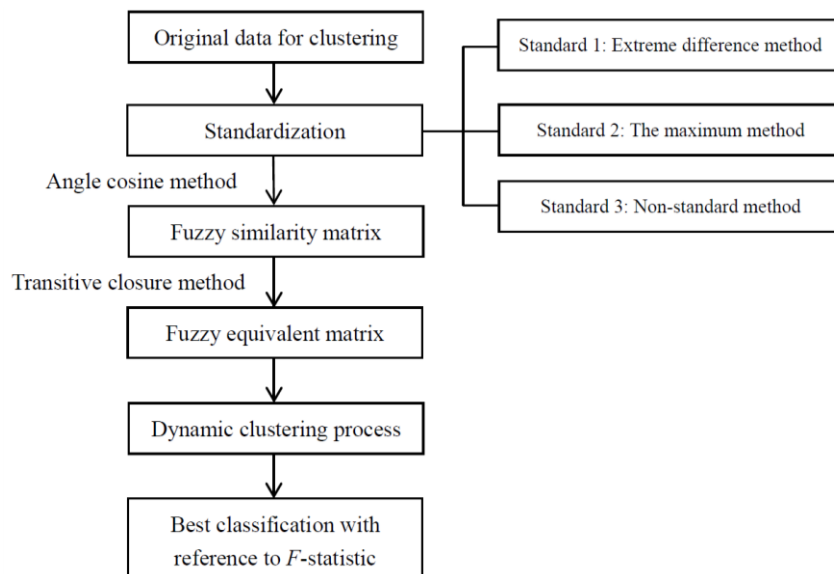 Original data for clustering
Standard 1: Extreme difference method
Standardization
Standard 2: The maximum method
Angle cosine method
Standard 3: Non-standard method
Fuzzy similarity matrix
Transitive closure method
Fuzzy equivalent matrix
Dynamic clustering process
Best classification with
reference to F-statistic